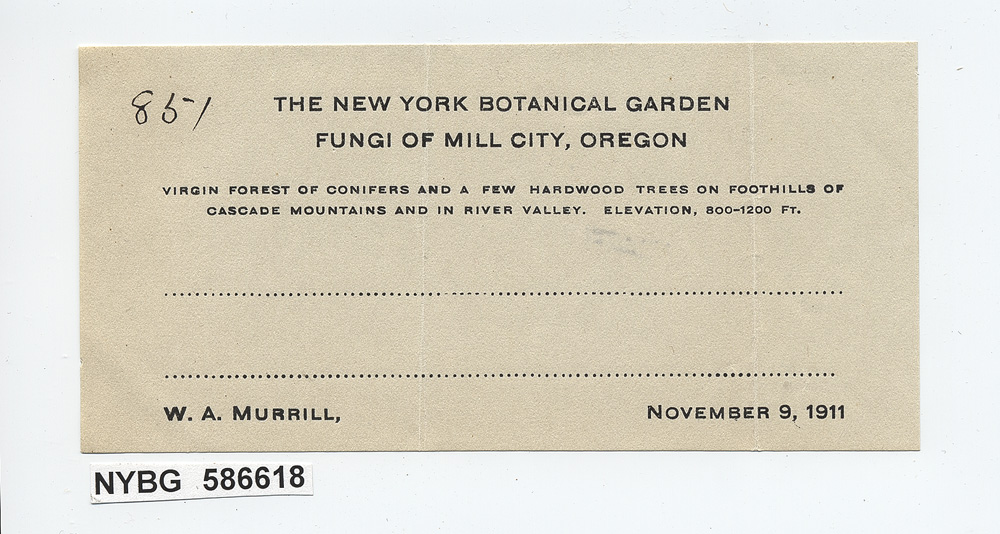 851
THE NEW YORK BOTANICAL GARDEN
FUNGI OF MILL CITY, OREGON
VIRGIN FOREST OF CONIFERS AND A FEW HARDWOOD TREES ON FOOTHILLS OF
CASCADE MOUNTAINS AND IN RIVER VALLEY. ELEVATION, 800-1200 FT.
W. A. MURRILL, NOVEMBER 9, 1911
NYBG 586618